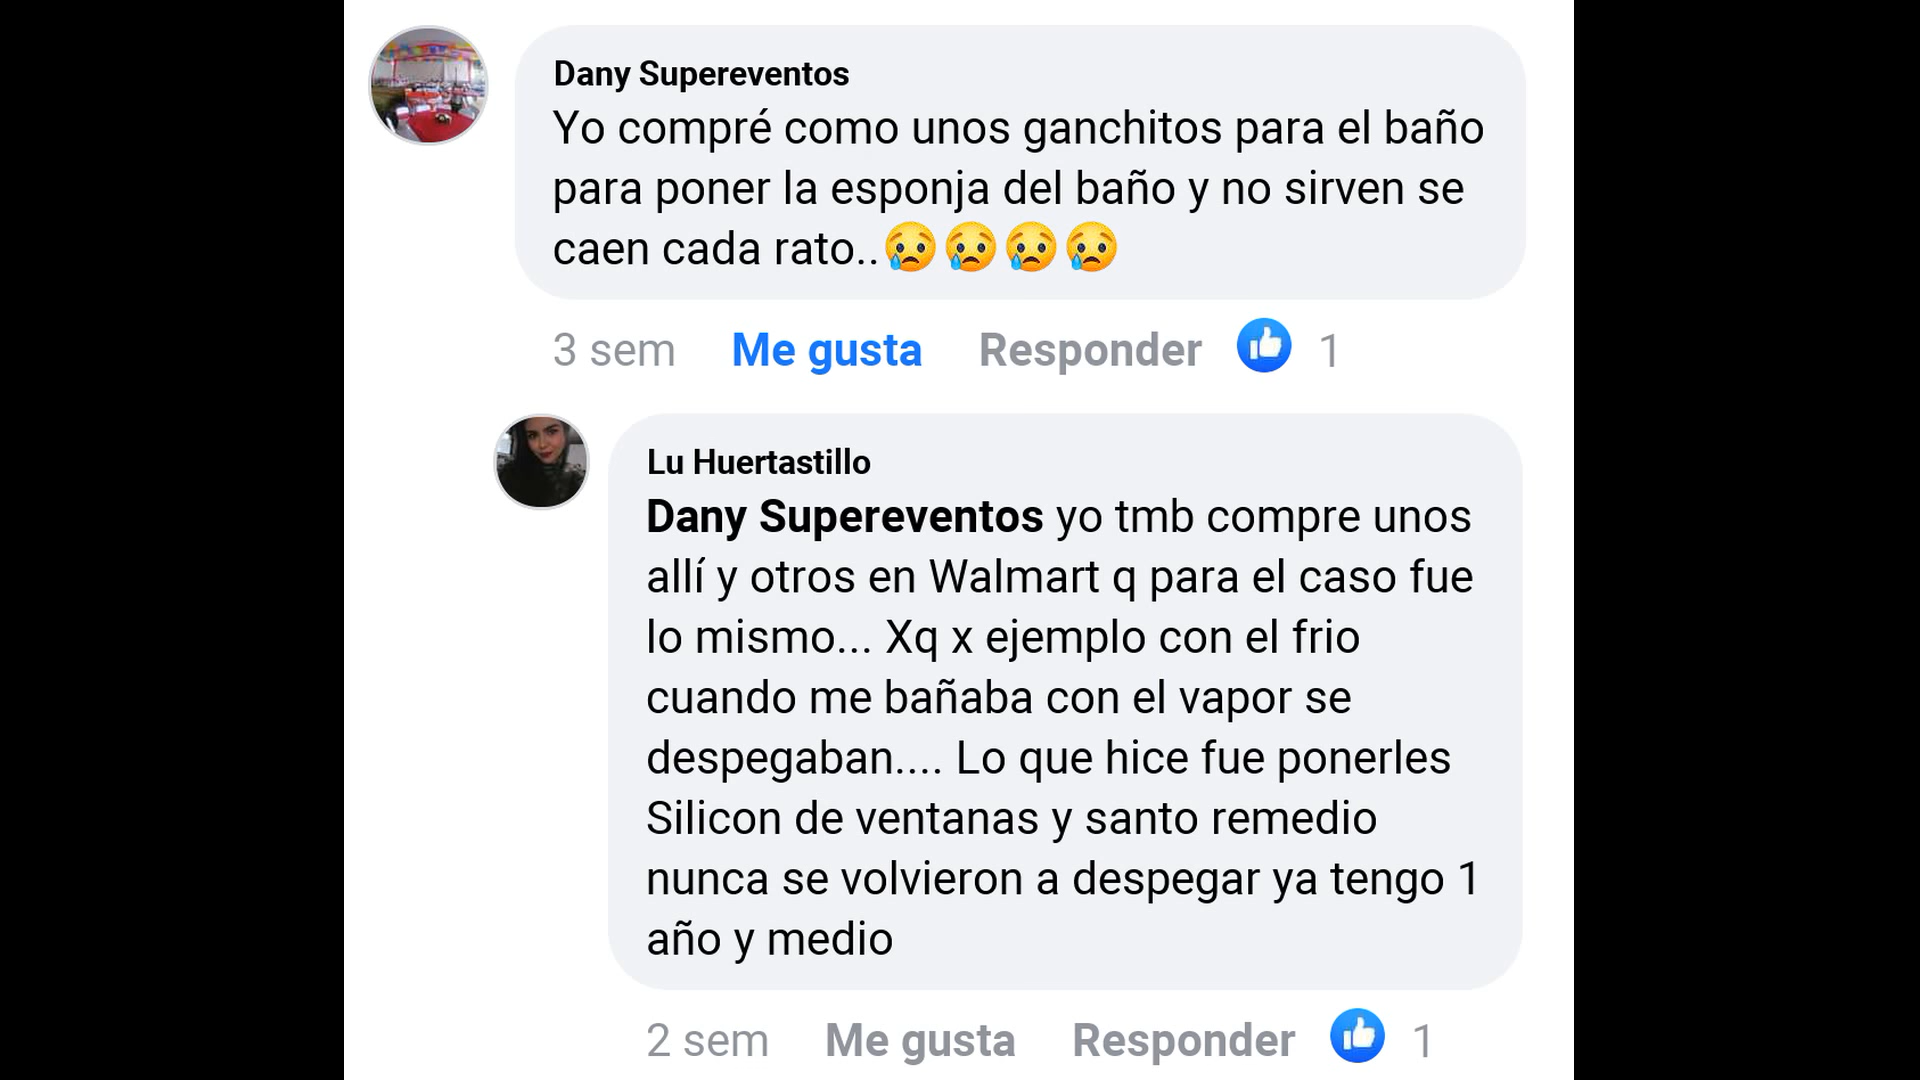 Dany Supereventos
Yo compré como unos ganchitos para el baño
para poner la esponja del baño y no sirven se
caen cada rato..😥😥😥😥
3 sem Me gusta Responder 1
Lu Huertastillo
Dany Supereventos yo tmb compre unos
allí y otros en Walmart q para el caso fue
lo mismo... Xq x ejemplo con el frio
cuando me bañaba con el vapor se
despegaban.... Lo que hice fue ponerles
Silicon de ventanas y santo remedio
nunca se volvieron a despegar ya tengo 1
año y medio
2 sem Me gusta Responder 1